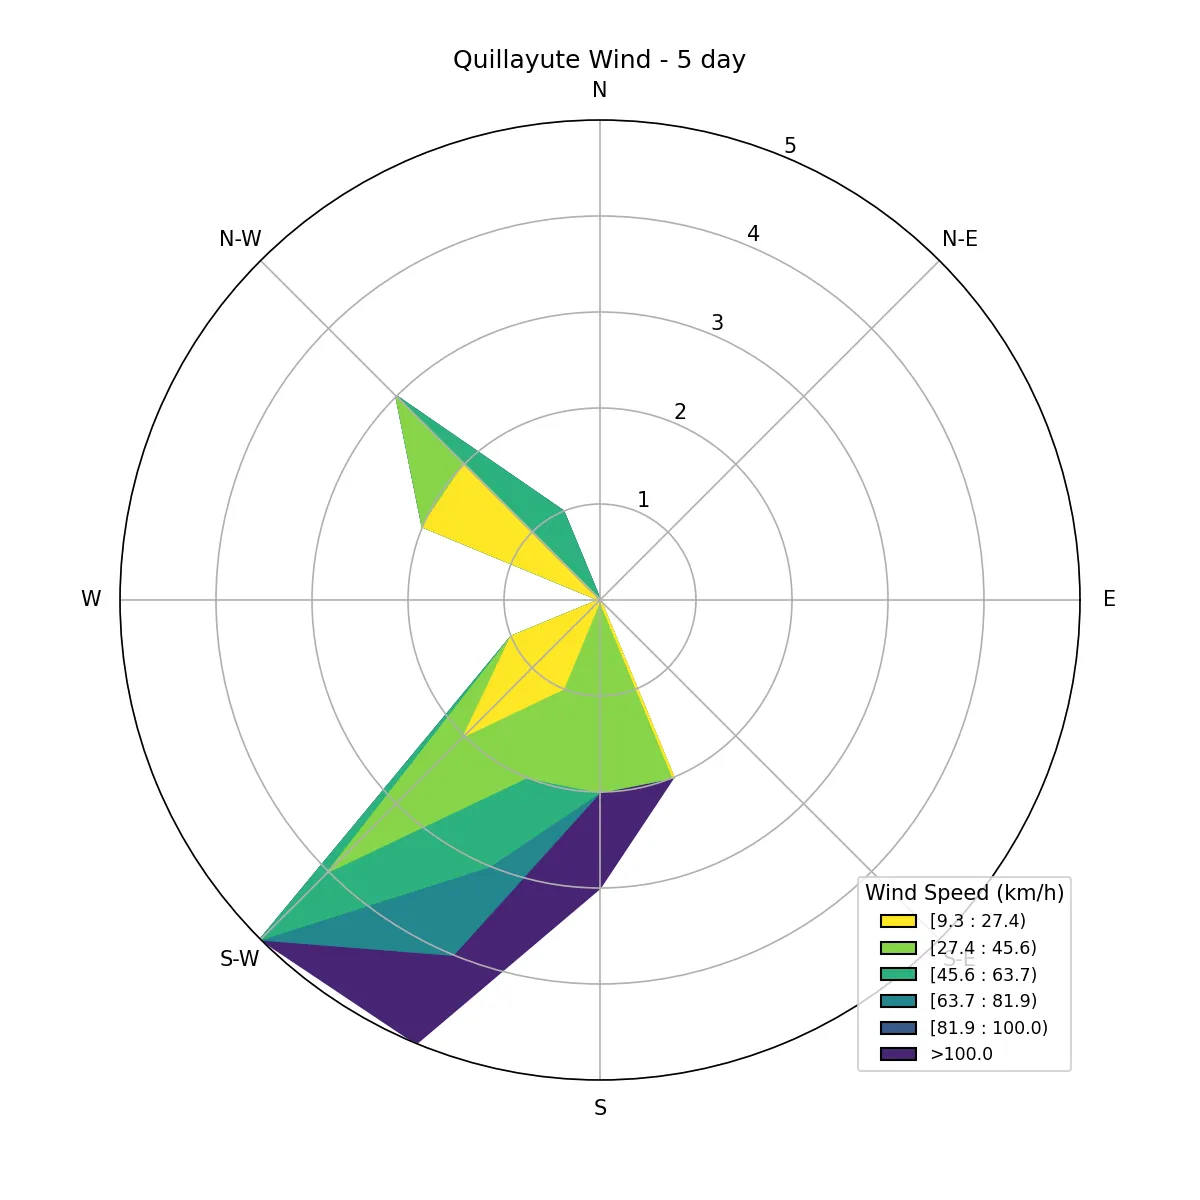 Quillayute Wind - 5 day
N
5
N-W
N-E
4
3
2
1
W
E
Wind Speed (km/h)
[9.3 : 27.4)
[27.4 : 45.6)
S-W
S-E
[45.6 : 63.7)
[63.7 : 81.9)
[81.9 : 100.0)
>100.0
S